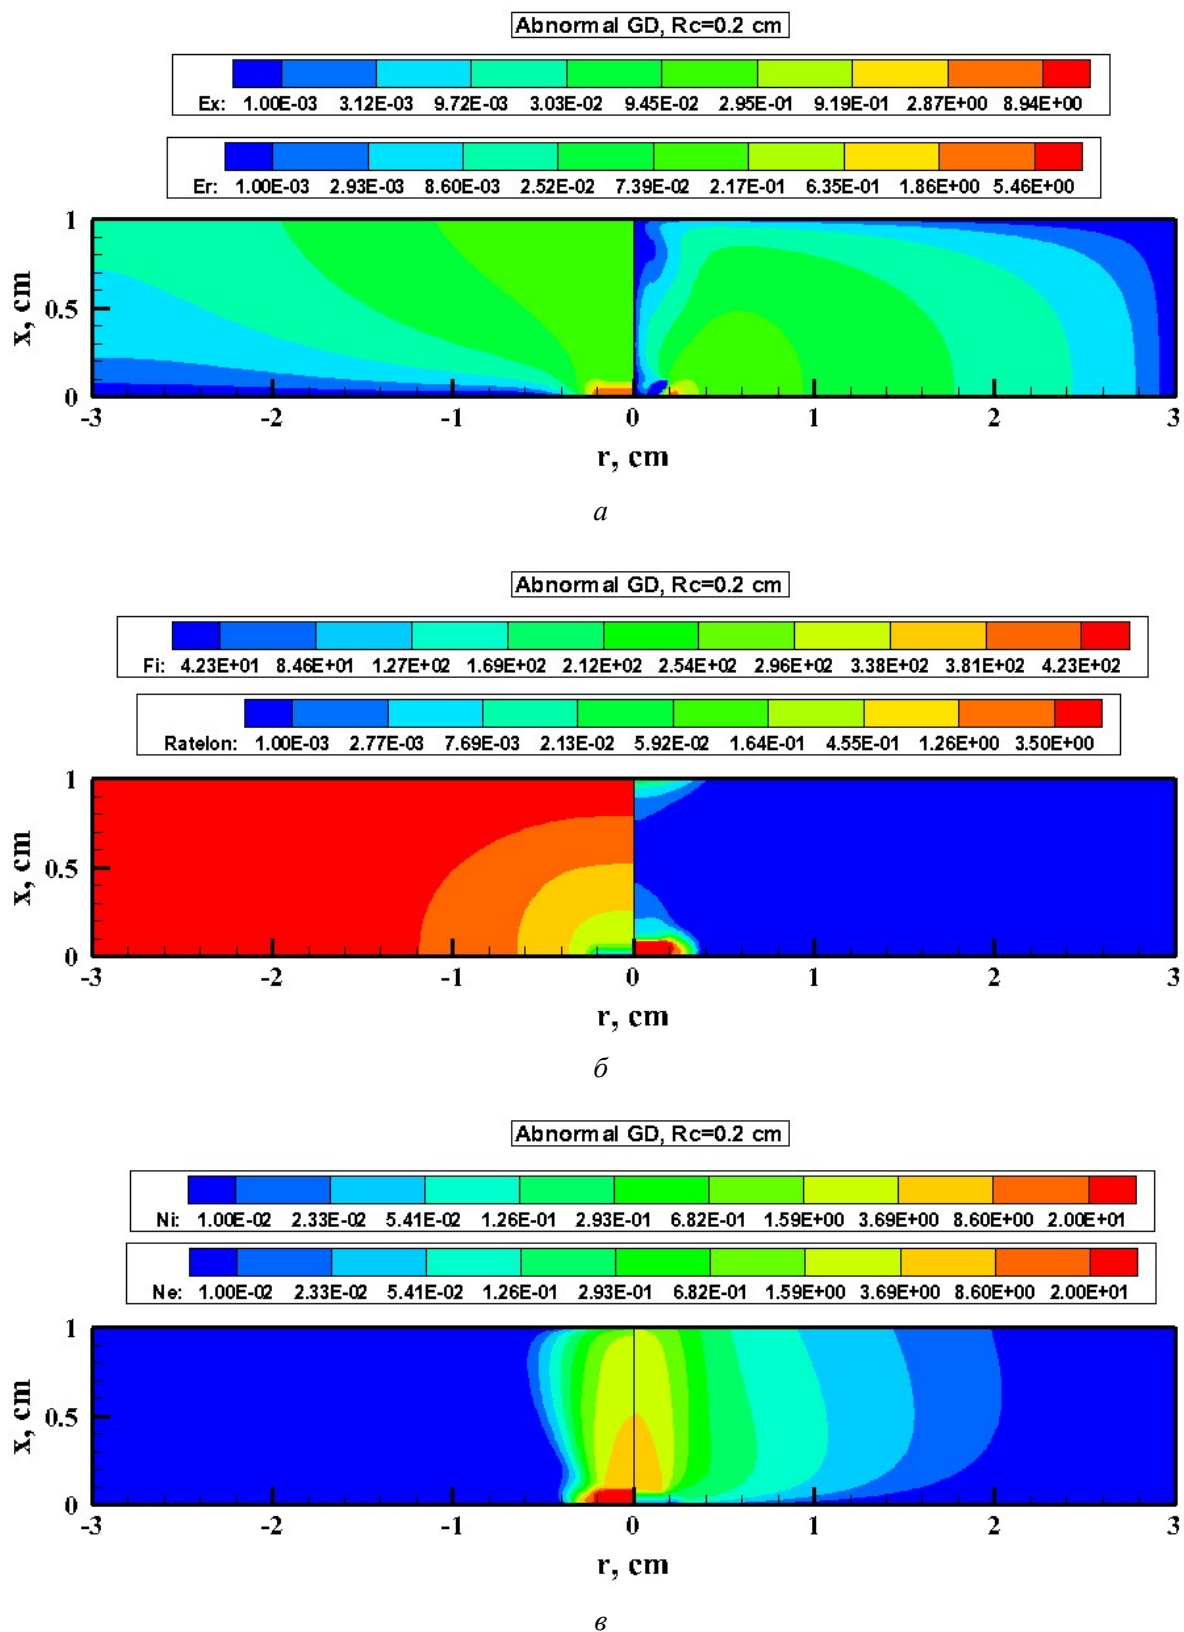 Abnormal GD, Rc=0.2 cm
Ex: 1.00E-03 3.12E-03 9.72E-03 3.03E-02 9.45E-02 2.95E-01 9.19E-01 2.87E+00 8.94E+00
Er: 1.00E-03 2.93E-03 8.60E-03 2.52E-02 7.39E-02 2.17E-01 6.35E-01 1.86E+00 5.46E+00
1
0.5
0
x, cm
-3 -2 -1 0 1 2 3
r, cm
а
Abnormal GD, Rc=0.2 cm
Fi: 4.23E+01 8.46E+01 1.27E+02 1.69E+02 2.12E+02 2.54E+02 2.96E+02 3.38E+02 3.81E+02 4.23E+02
RateIon: 1.00E-03 2.77E-03 7.69E-03 2.13E-02 5.92E-02 1.64E-01 4.55E-01 1.26E+00 3.50E+00
1
0.5
0
x, cm
-3 -2 -1 0 1 2 3
r, cm
б
Abnormal GD, Rc=0.2 cm
Ni: 1.00E-02 2.33E-02 5.41E-02 1.26E-01 2.93E-01 6.82E-01 1.59E+00 3.69E+00 8.60E+00 2.00E+01
Ne: 1.00E-02 2.33E-02 5.41E-02 1.26E-01 2.93E-01 6.82E-01 1.59E+00 3.69E+00 8.60E+00 2.00E+01
1
0.5
0
x, cm
-3 -2 -1 0 1 2 3
r, cm
в